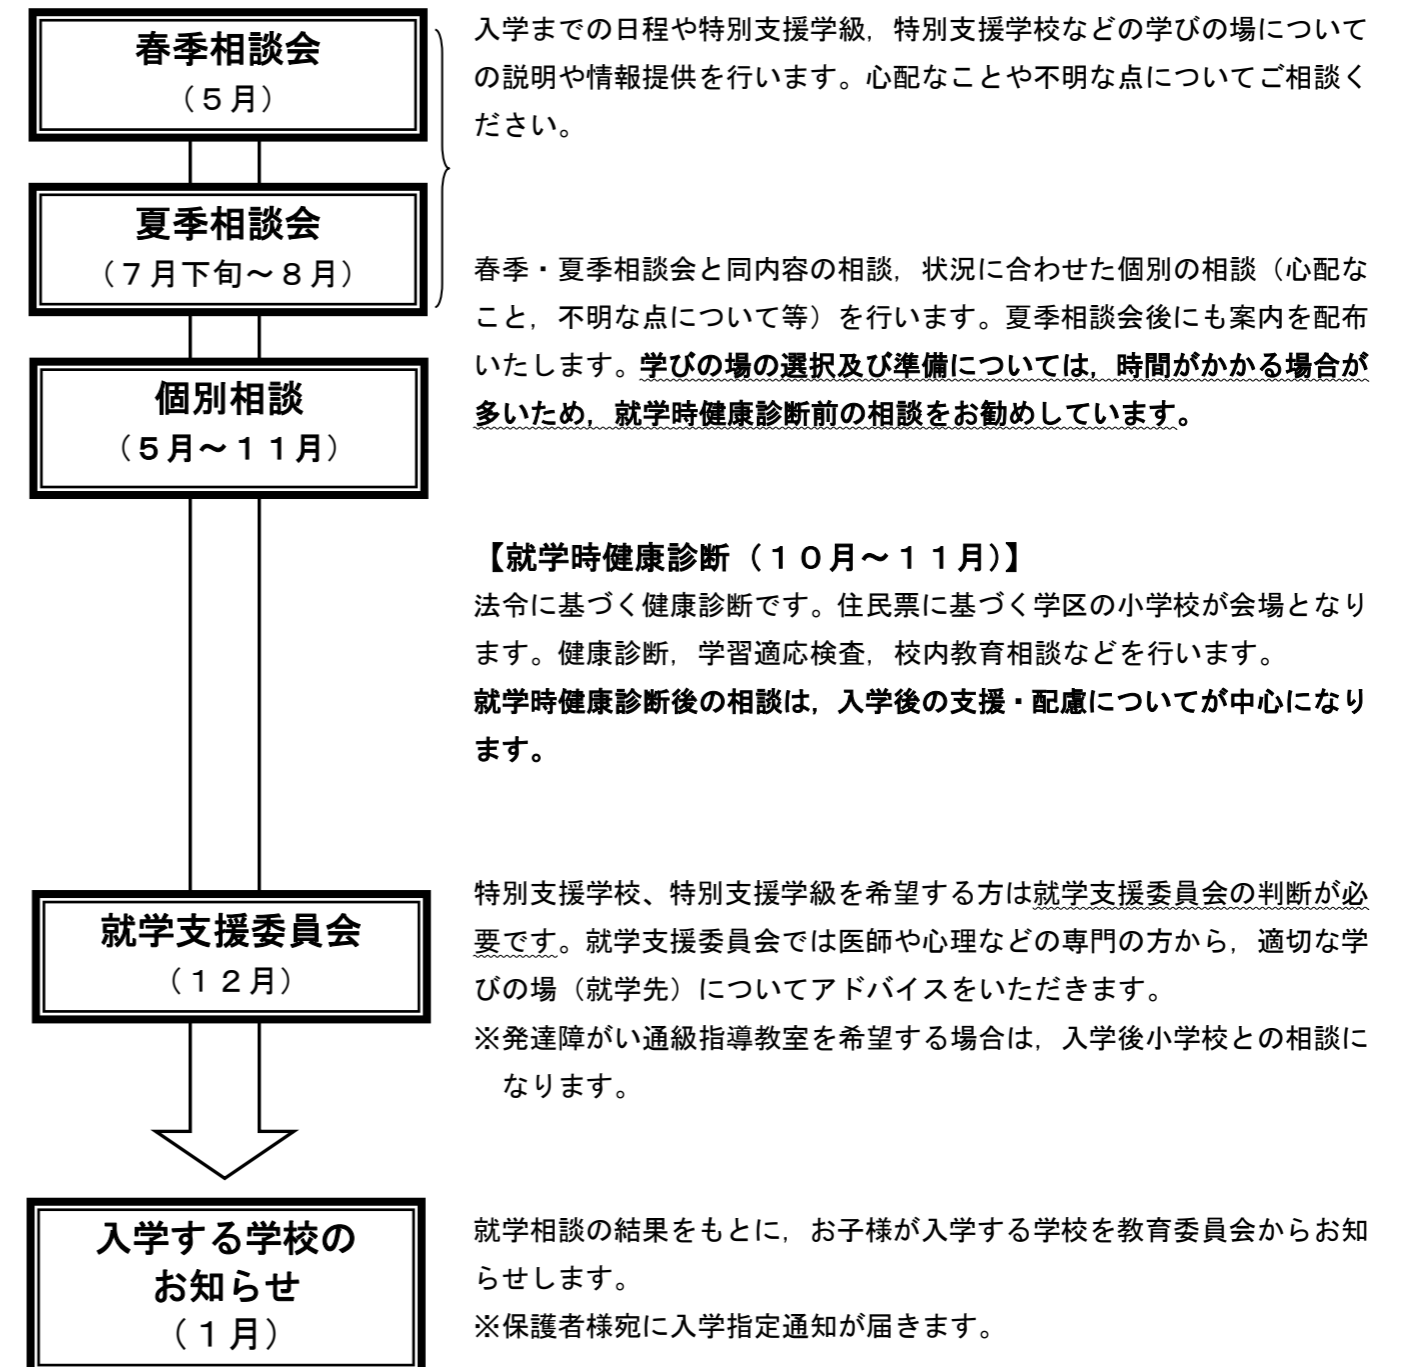 春季相談会
（５月）
入学までの日程や特別支援学級，特別支援学校などの学びの場について
の説明や情報提供を行います。心配なことや不明な点についてご相談く
ださい。
夏季相談会
（７月下旬～８月）
春季・夏季相談会と同内容の相談，状況に合わせた個別の相談（心配な
こと，不明な点について等）を行います。夏季相談会後にも案内を配布
いたします。学びの場の選択及び準備については，時間がかかる場合が
多いため，就学時健康診断前の相談をお勧めしています。
個別相談
（５月～１１月）
【就学時健康診断（１０月～１１月）】
法令に基づく健康診断です。住民票に基づく学区の小学校が会場となり
ます。健康診断，学習適応検査，校内教育相談などを行います。
就学時健康診断後の相談は，入学後の支援・配慮についてが中心になり
ます。
就学支援委員会
（１２月）
特別支援学校、特別支援学級を希望する方は就学支援委員会の判断が必
要です。就学支援委員会では医師や心理などの専門の方から，適切な学
びの場（就学先）についてアドバイスをいただきます。
※発達障がい通級指導教室を希望する場合は，入学後小学校との相談に
なります。
入学する学校の
お知らせ
（１月）
就学相談の結果をもとに，お子様が入学する学校を教育委員会からお知
らせします。
※保護者様宛に入学指定通知が届きます。